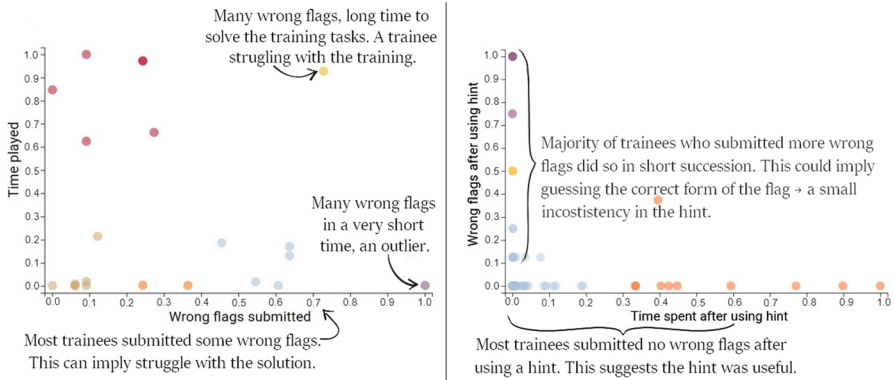 Many wrong flags, long time to
solve the training tasks. A trainee
strugling with the training.
Time played
1.0
0.9
0.8
0.7
0.6
0.5
0.4
0.3
0.2
0.1
0.0
Many wrong flags
in a very short
time, an outlier.
0.0 0.1 0.2 0.3 0.4 0.5 0.6 0.7 0.8 0.9 1.0
Wrong flags submitted
Most trainees submitted some wrong flags.
This can imply struggle with the solution.
Wrong flags after using hint
1.0
0.9
0.8
0.7
0.6
0.5
0.4
0.3
0.2
0.1
0.0
Majority of trainees who submitted more wrong
flags did so in short succession. This could imply
guessing the correct form of the flag → a small
incostistency in the hint.
0.0 0.1 0.2 0.3 0.4 0.5 0.6 0.7 0.8 0.9 1.0
Time spent after using hint
Most trainees submitted no wrong flags after
using a hint. This suggests the hint was useful.